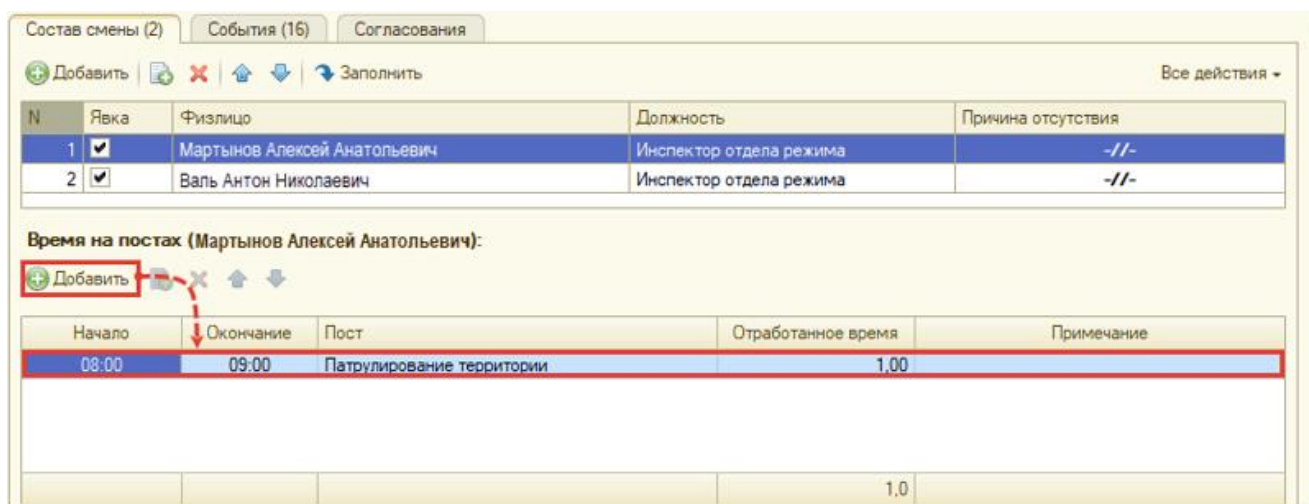 Состав смены (2) События (16) Согласования
Добавить Заполнить Все действия
N Явка Физлицо Должность Причина отсутствия
1 Мартынов Алексей Анатольевич Инспектор отдела режима -//-
2 Валь Антон Николаевич Инспектор отдела режима -//-
Время на постах (Мартынов Алексей Анатольевич):
Добавить
Начало Окончание Пост Отработанное время Примечание
08:00 09:00 Патрулирование территории 1,00
1,0